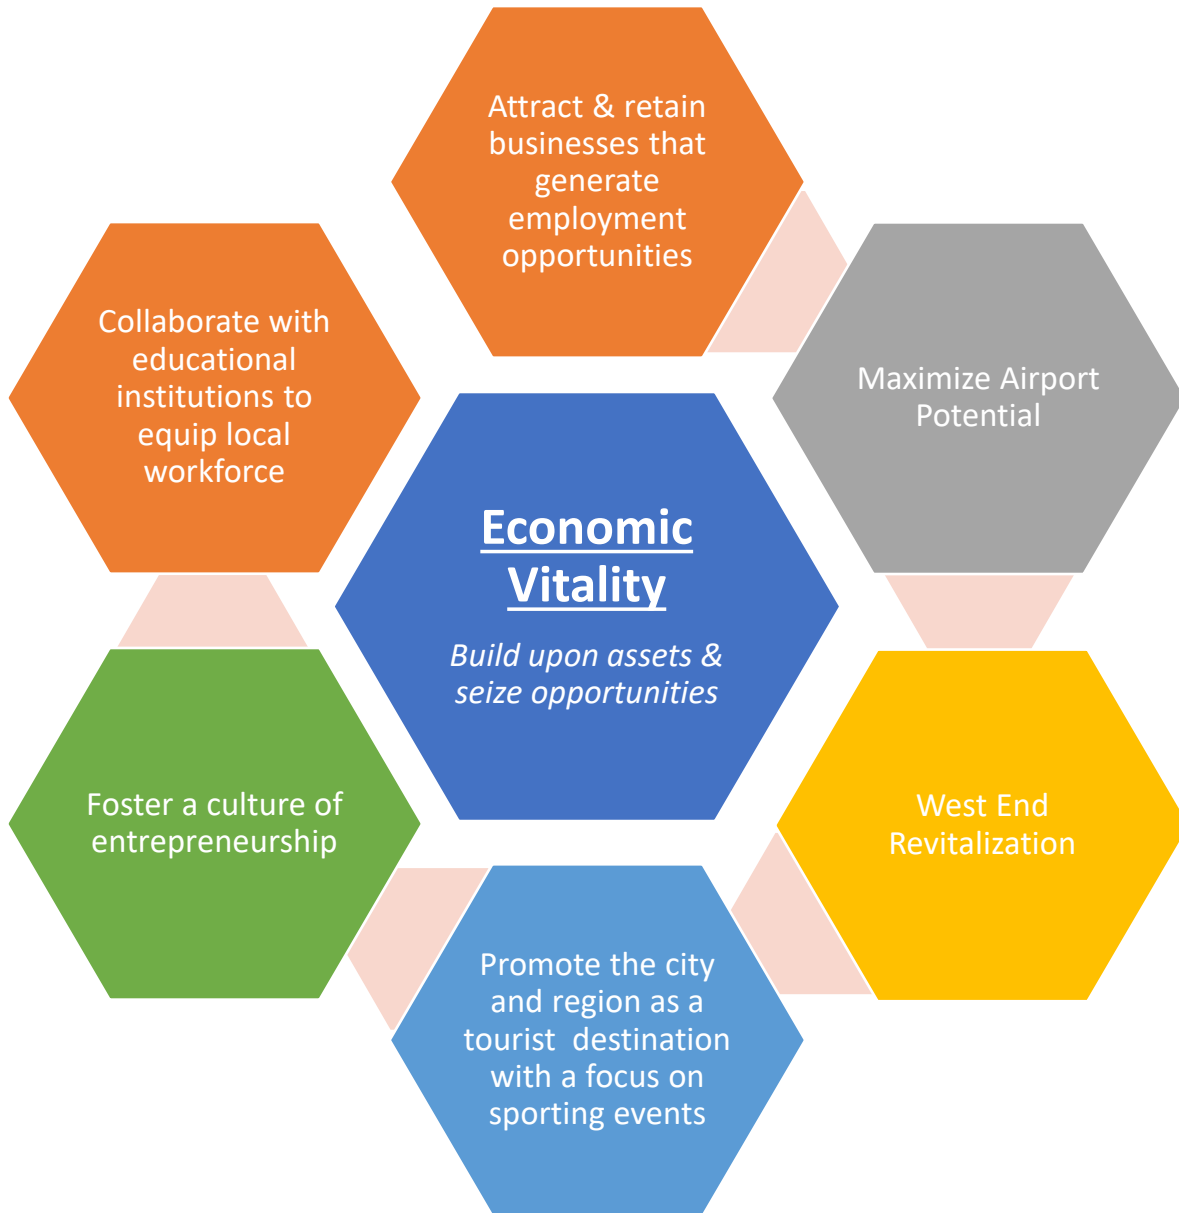 Attract & retain
businesses that
generate
employment
opportunities
Maximize Airport
Potential
West End
Revitalization
Promote the city
and region as a
tourist  destination
with a focus on
sporting events
Foster a culture of
entrepreneurship
Collaborate with
educational
institutions to
equip local
workforce
Economic
Vitality
Build upon assets &
seize opportunities